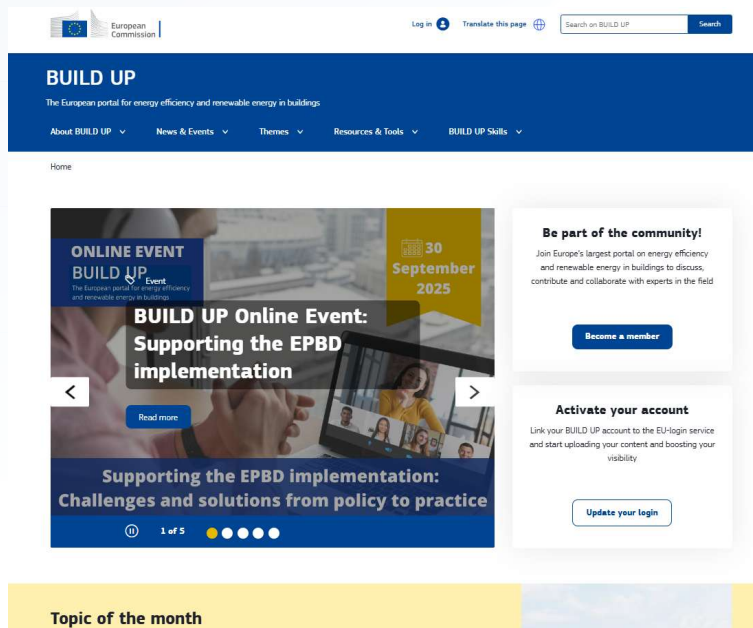 European
Commission
Log in
Translate this page
Search on BUILD UP
Search
BUILD UP
The European portal for energy efficiency and renewable energy in buildings
About BUILD UP
News & Events
Themes
Resources & Tools
BUILD UP Skills
Home
ONLINE EVENT
BUILD UP
The European portal for energy efficiency
and renewable energy in buildings
Event
30
September
2025
BUILD UP Online Event:
Supporting the EPBD
implementation
Read more
Supporting the EPBD implementation:
Challenges and solutions from policy to practice
1 of 5
Be part of the community!
Join Europe's largest portal on energy efficiency
and renewable energy in buildings to discuss,
contribute and collaborate with experts in the field
Become a member
Activate your account
Link your BUILD UP account to the EU-login service
and start uploading your content and boosting your
visibility
Update your login
Topic of the month